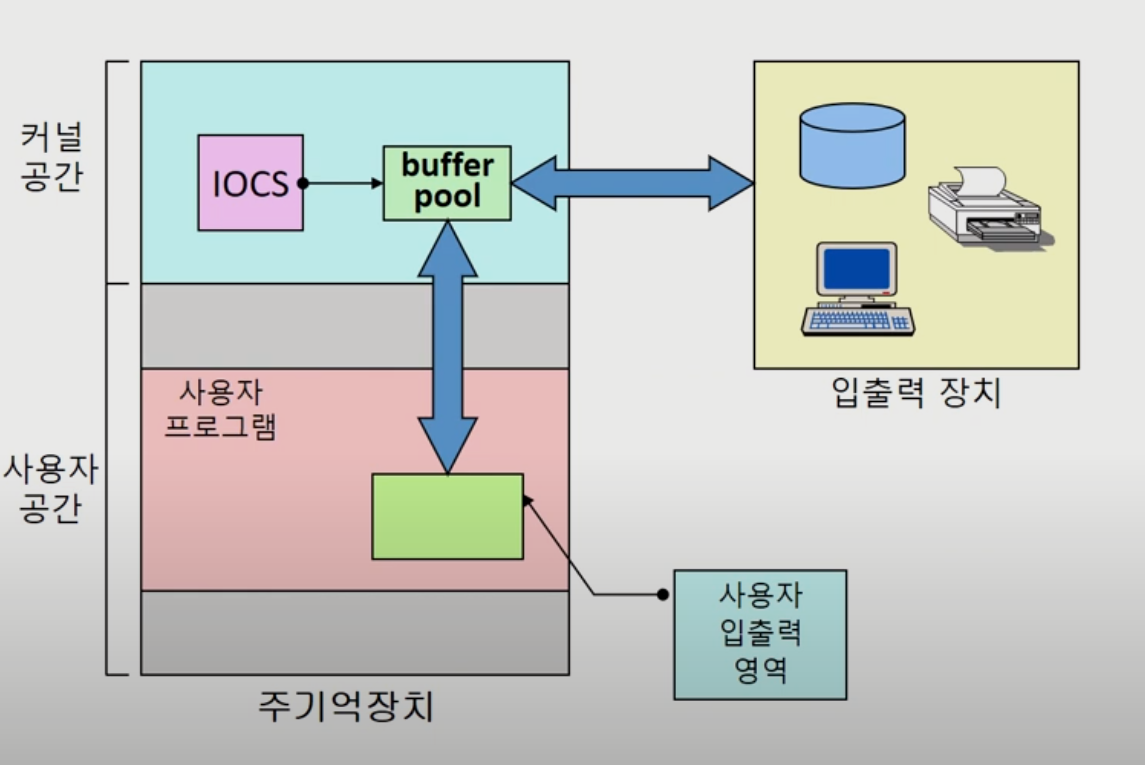 커널
공간
IOCS
buffer
pool
사용자
프로그램
사용자
공간
입출력 장치
사용자
입출력
영역
주기억장치